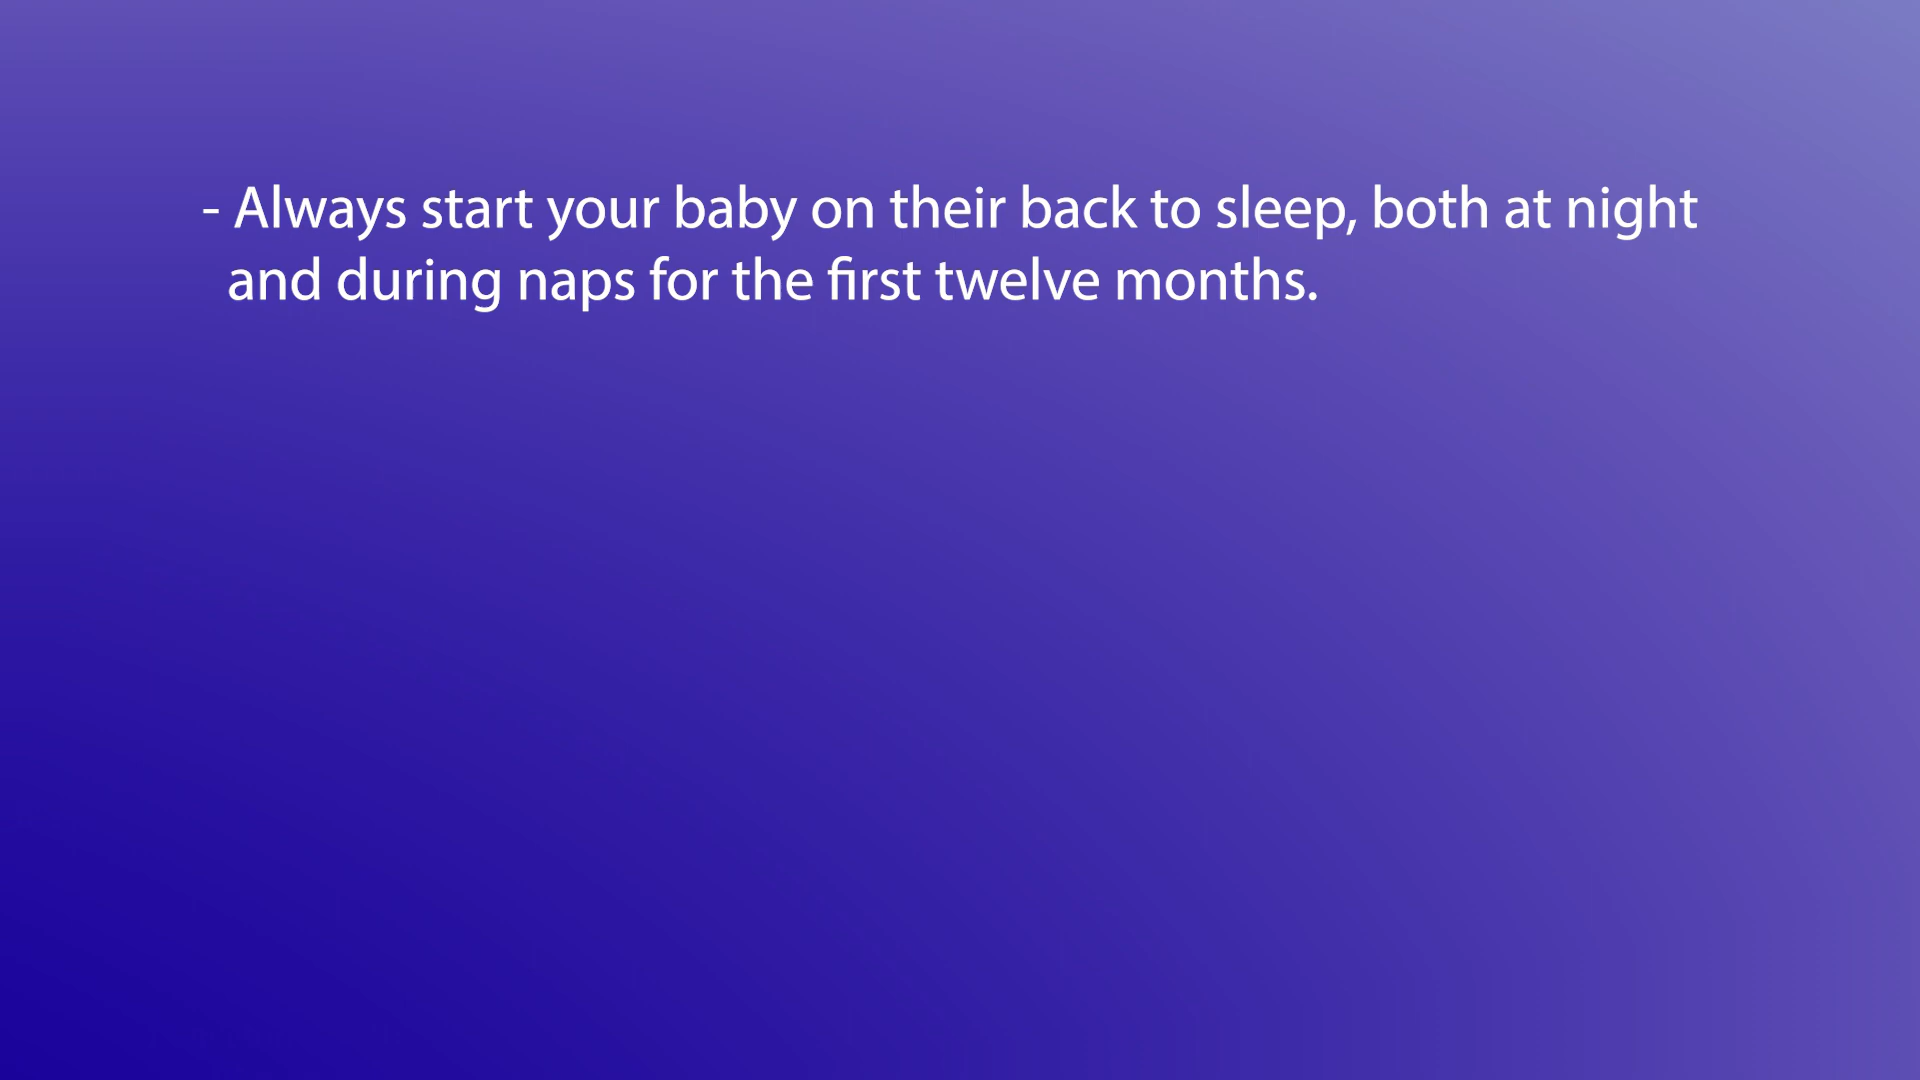 - Always start your baby on their back to sleep, both at night
and during naps for the first twelve months.